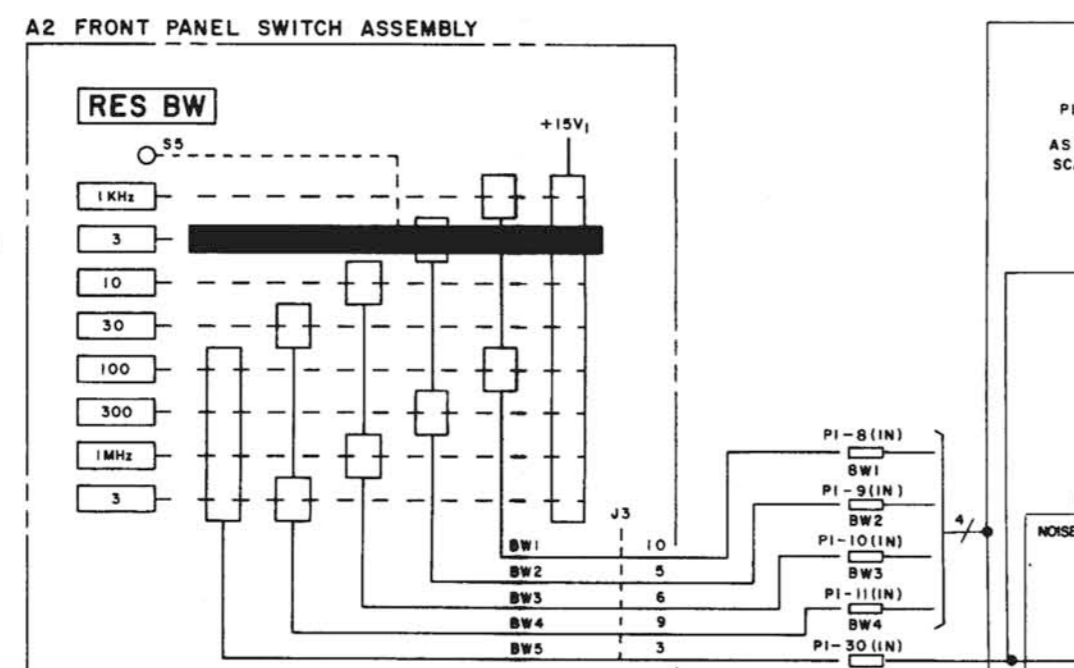 A2 FRONT PANEL SWITCH ASSEMBLY
RES BW
S5
+15V1
1KHz
3
10
30
100
300
1MHz
3
J3
BW1 10
BW2 5
BW3 6
BW4 9
BW5 3
P1-8(IN)
BW1
P1-9(IN)
BW2
P1-10(IN)
BW3
P1-11(IN)
BW4
P1-30(IN)
4
AS
NOISE